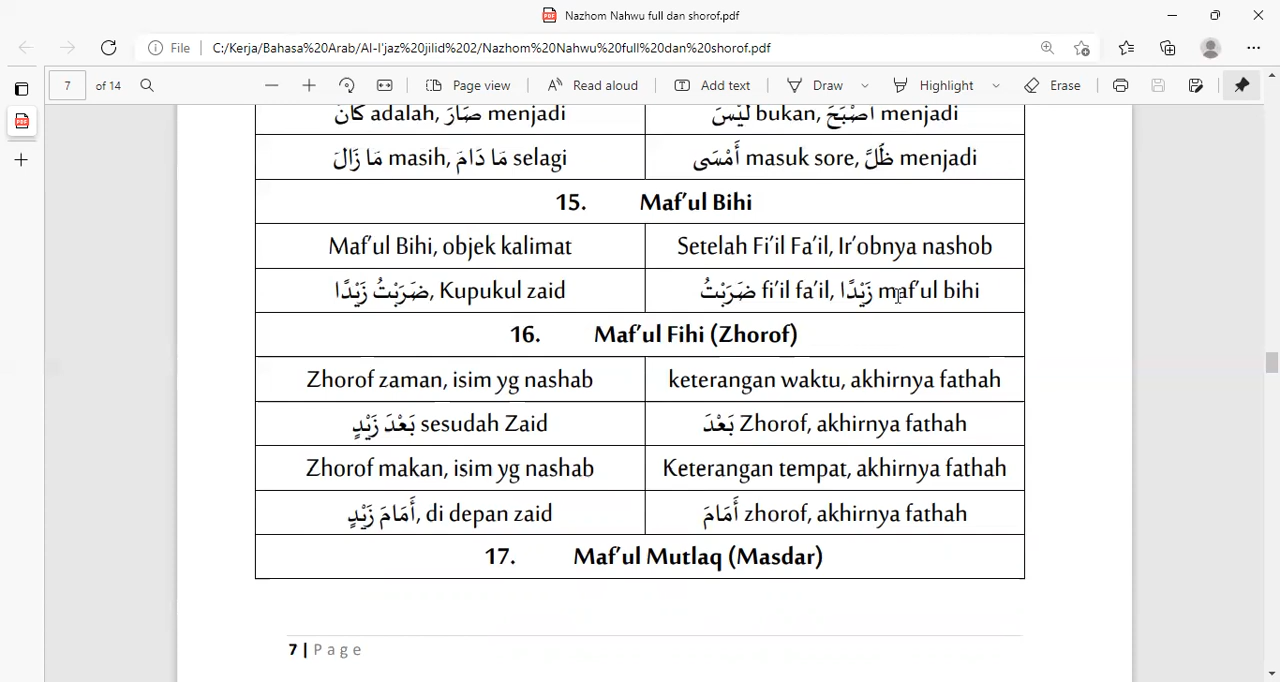 Nazhom Nahwu full dan shorof.pdf
File C:/Kerja/Bahasa%20Arab/Al-I'jaz%20jilid%202/Nazhom%20Nahwu%20full%20dan%20shorof.pdf
7 of 14 Page view Read aloud Add text Draw Highlight Erase
كَانَ adalah, صَارَ menjadi
لَيْسَ bukan, اَصْبَحَ menjadi
مَا زَالَ masih, مَا دَامَ selagi
أَمْسَى masuk sore, ظَلَّ menjadi
15. Maf'ul Bihi
Maf'ul Bihi, objek kalimat
Setelah Fi'il Fa'il, Ir'obnya nashob
ضَرَبْتُ زَيْدًا, Kupukul zaid
ضَرَبْتُ fi'il fa'il, زَيْدًا maf'ul bihi
16. Maf'ul Fihi (Zhorof)
Zhorof zaman, isim yg nashab
keterangan waktu, akhirnya fathah
بَعْدَ زَيْدٍ sesudah Zaid
بَعْدَ Zhorof, akhirnya fathah
Zhorof makan, isim yg nashab
Keterangan tempat, akhirnya fathah
أَمَامَ زَيْدٍ, di depan zaid
أَمَامَ zhorof, akhirnya fathah
17. Maf'ul Mutlaq (Masdar)
7 | Page